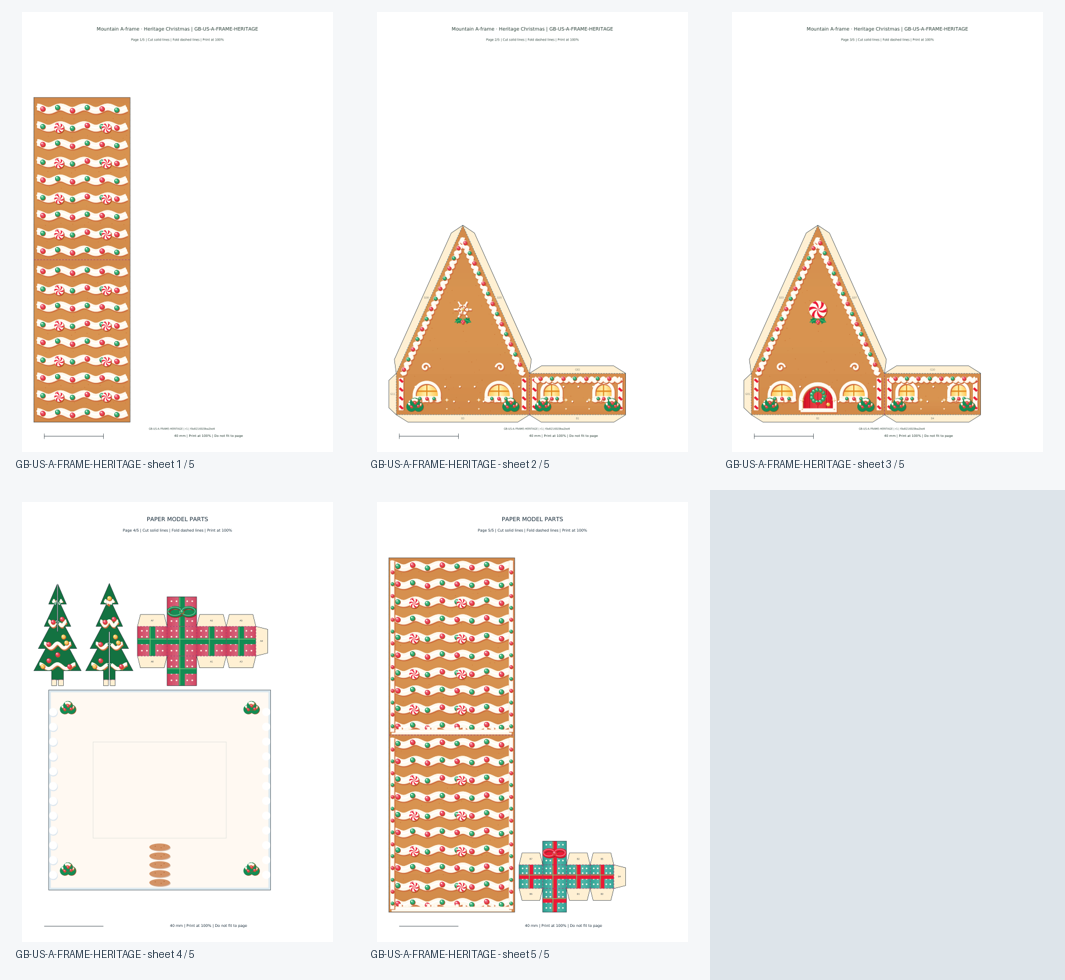 Mountain A-frame · Heritage Christmas | GB-US-A-FRAME-HERITAGE
Page 1/5 | Cut solid lines | Fold dashed lines | Print at 100%
40 mm | Print at 100% | Do not fit to page
GB-US-A-FRAME-HERITAGE - sheet 1 / 5
Mountain A-frame · Heritage Christmas | GB-US-A-FRAME-HERITAGE
Page 2/5 | Cut solid lines | Fold dashed lines | Print at 100%
40 mm | Print at 100% | Do not fit to page
GB-US-A-FRAME-HERITAGE - sheet 2 / 5
Mountain A-frame · Heritage Christmas | GB-US-A-FRAME-HERITAGE
Page 3/5 | Cut solid lines | Fold dashed lines | Print at 100%
40 mm | Print at 100% | Do not fit to page
GB-US-A-FRAME-HERITAGE - sheet 3 / 5
PAPER MODEL PARTS
Page 4/5 | Cut solid lines | Fold dashed lines | Print at 100%
40 mm | Print at 100% | Do not fit to page
GB-US-A-FRAME-HERITAGE - sheet 4 / 5
PAPER MODEL PARTS
Page 5/5 | Cut solid lines | Fold dashed lines | Print at 100%
40 mm | Print at 100% | Do not fit to page
GB-US-A-FRAME-HERITAGE - sheet 5 / 5